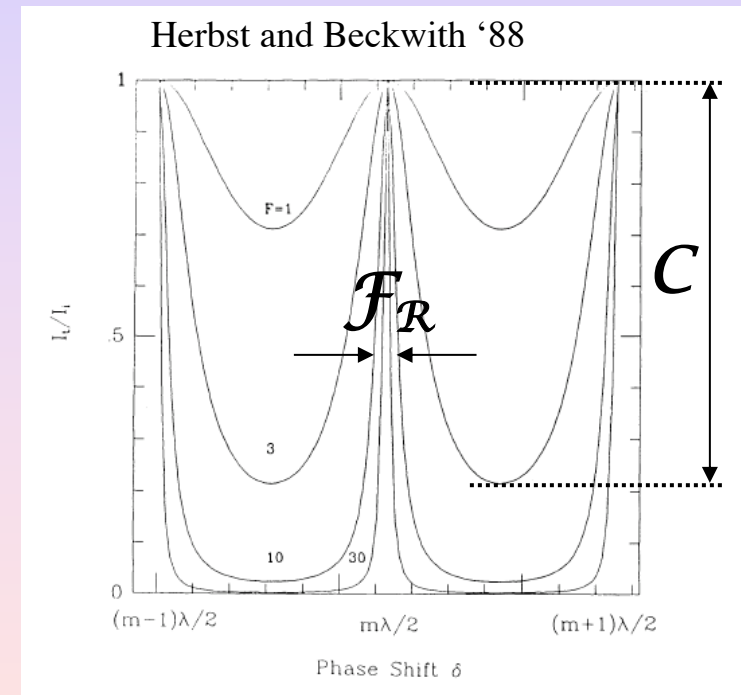 Herbst and Beckwith ‘88
1
F=1
ℱR
C
I_t/I_i
.5
3
10
30
0
(m−1)λ/2
mλ/2
(m+1)λ/2
Phase Shift δ